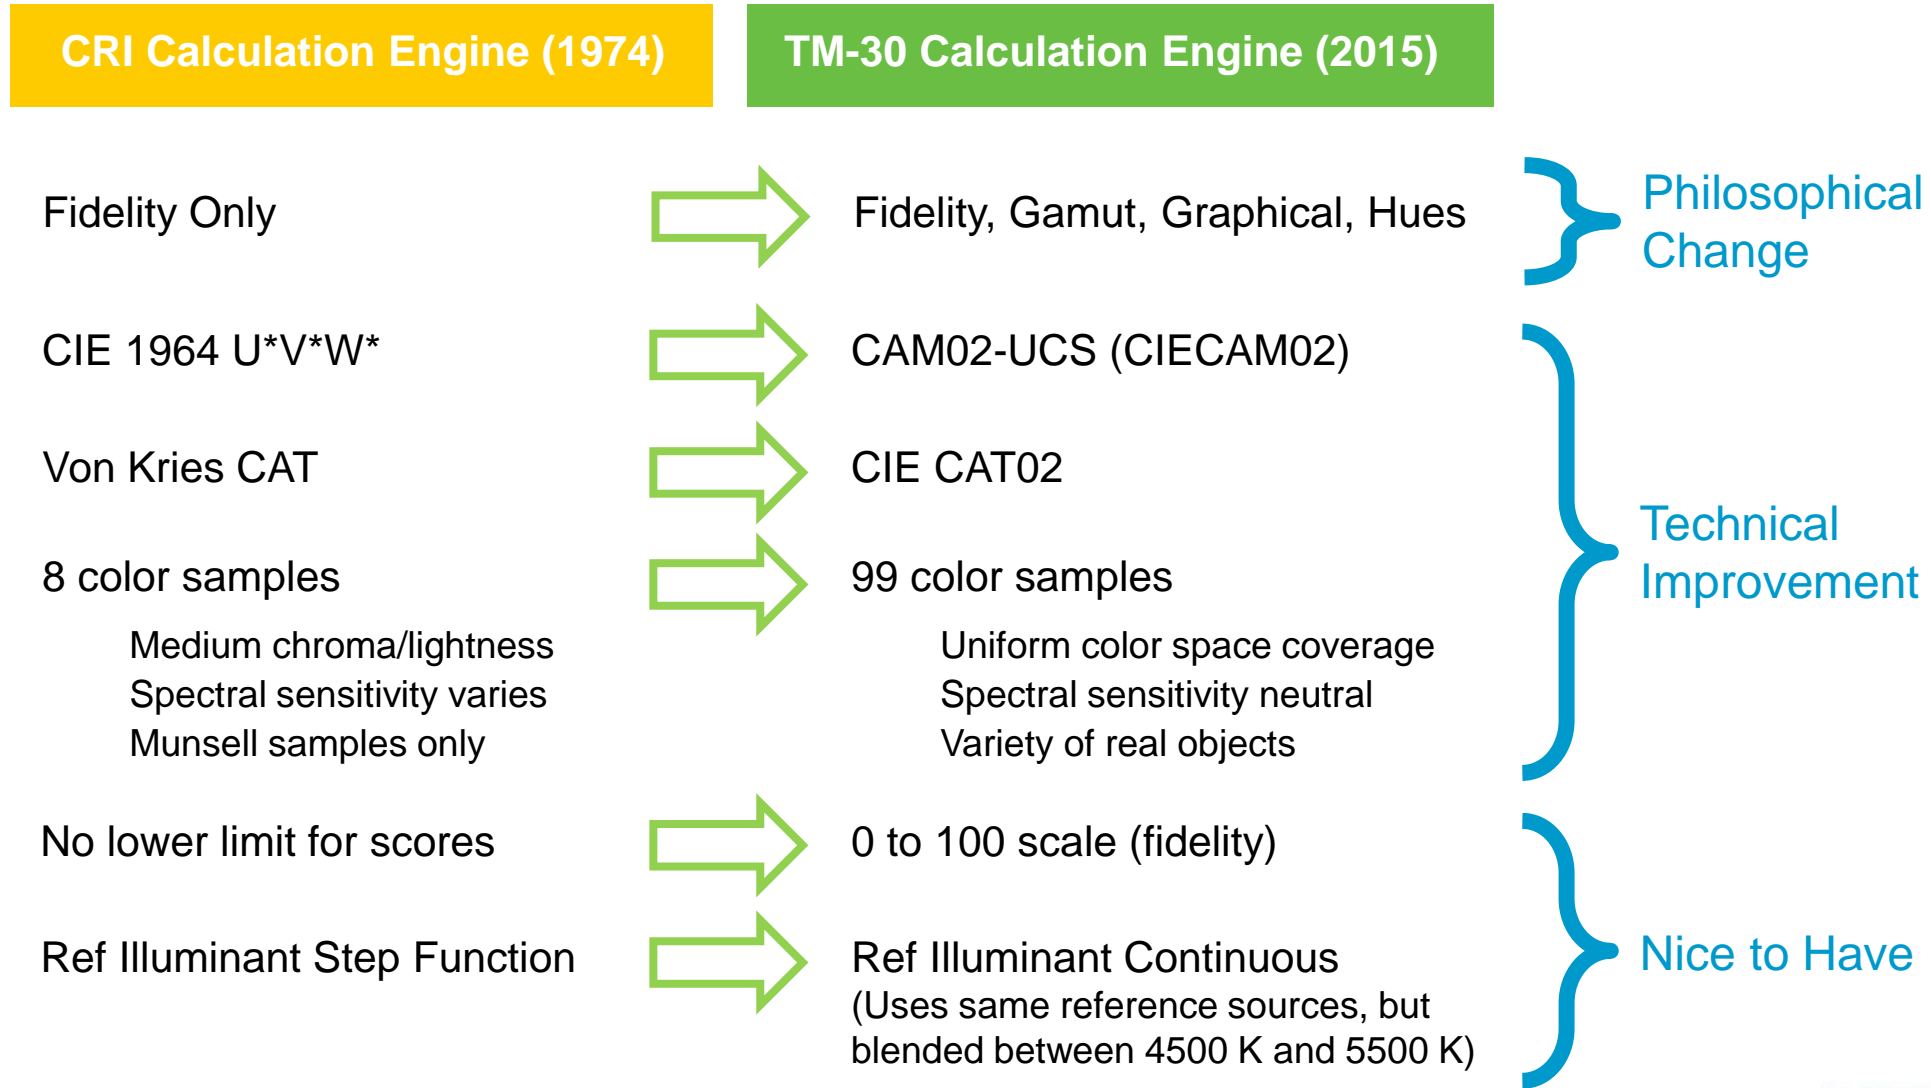 CRI Calculation Engine (1974)
TM-30 Calculation Engine (2015)
Fidelity Only
Fidelity, Gamut, Graphical, Hues
Philosophical
Change
CIE 1964 U*V*W*
CAM02-UCS (CIECAM02)
Von Kries CAT
CIE CAT02
8 color samples
99 color samples
Medium chroma/lightness
Uniform color space coverage
Spectral sensitivity varies
Spectral sensitivity neutral
Munsell samples only
Variety of real objects
Technical
Improvement
No lower limit for scores
0 to 100 scale (fidelity)
Ref Illuminant Step Function
Ref Illuminant Continuous
(Uses same reference sources, but
blended between 4500 K and 5500 K)
Nice to Have